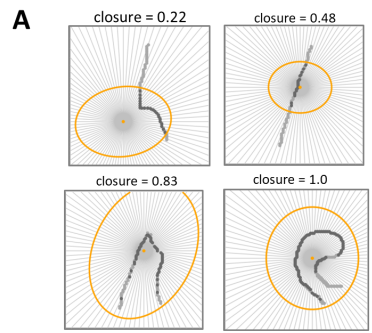 A
closure = 0.22
closure = 0.48
closure = 0.83
closure = 1.0